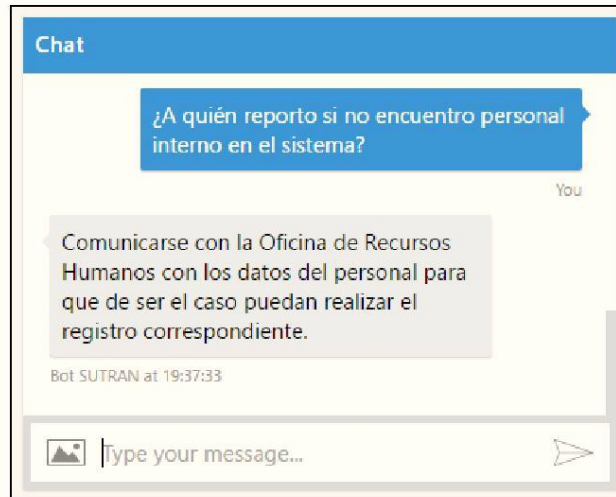 Chat
¿A quién reporto si no encuentro personal
interno en el sistema?
You
Comunicarse con la Oficina de Recursos
Humanos con los datos del personal para
que de ser el caso puedan realizar el
registro correspondiente.
Bot SUTRAN at 19:37:33
Type your message...